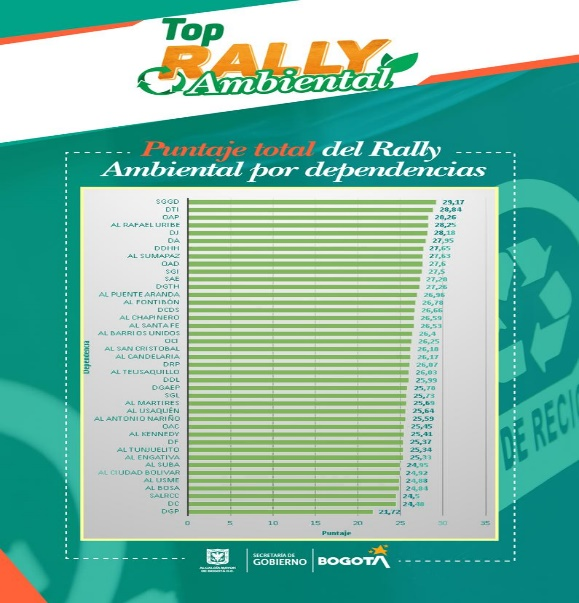 Top
RALLY
Ambiental
Puntaje total del Rally
Ambiental por dependencias
SGGD 29,17
DTI 28,84
OAP 28,26
AL RAFAEL URIBE 28,25
DJ 28,18
DA 27,95
DDHH 27,65
AL SUMAPAZ 27,63
OAD 27,6
SGI 27,5
SAE 27,28
DGTH 27,26
AL PUENTE ARANDA 26,96
AL FONTIBÓN 26,78
DCDS 26,66
AL CHAPINERO 26,59
AL SANTA FE 26,53
AL BARRIOS UNIDOS 26,4
OCI 26,25
AL SAN CRISTOBAL 26,18
AL CANDELARIA 26,17
DRP
AL TEUSAQUILLO 26,03
DDL 25,99
DGAEP 25,78
SGL 25,73
AL MARTIRES 25,69
AL USAQUÉN 25,64
AL ANTONIO NARIÑO 25,59
OAC 25,45
AL KENNEDY 25,41
DF 25,37
AL TUNJUELITO 25,34
AL ENGATIVA
AL SUBA 24,95
AL CIUDAD BOLIVAR 24,92
AL USME 24,88
AL BOSA 24,84
24,5
DC 24,48
DGP 21,72
Dependencia
0 5 10 15 20 25 30 35
Puntaje
DE RECIC
ALCALDÍA MAYOR
DE BOGOTÁ D.C.
SECRETARÍA DE
GOBIERNO
BOGOTÁ